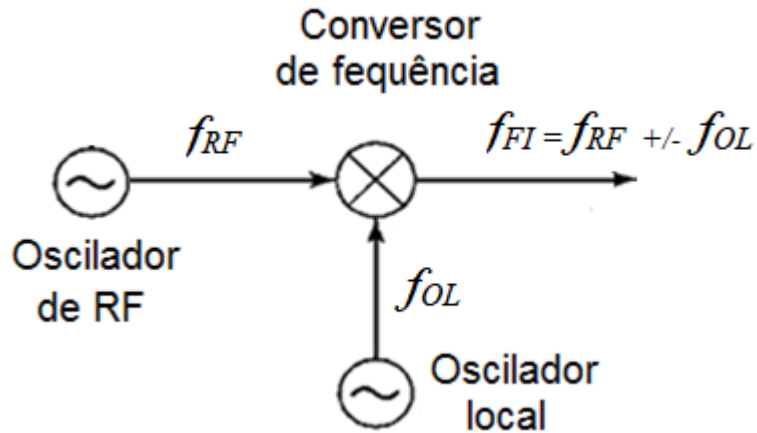 Conversor
de fequência
fRF
fFI = fRF +/- fOL
Oscilador
de RF
fOL
Oscilador
local